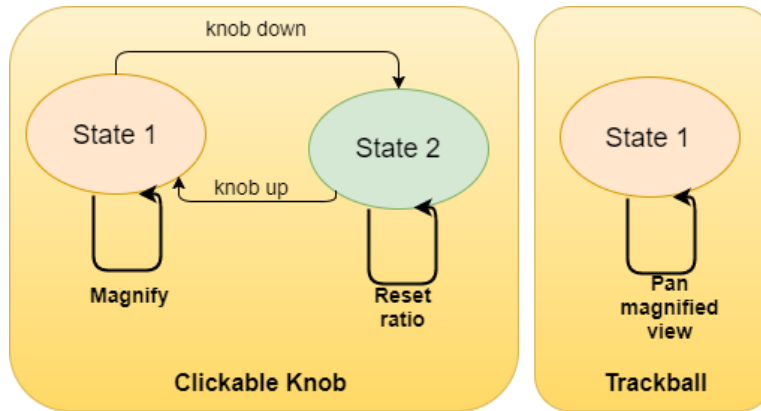 knob down
State 1
State 2
knob up
Magnify
Reset
ratio
Clickable Knob
State 1
Pan
magnified
view
Trackball